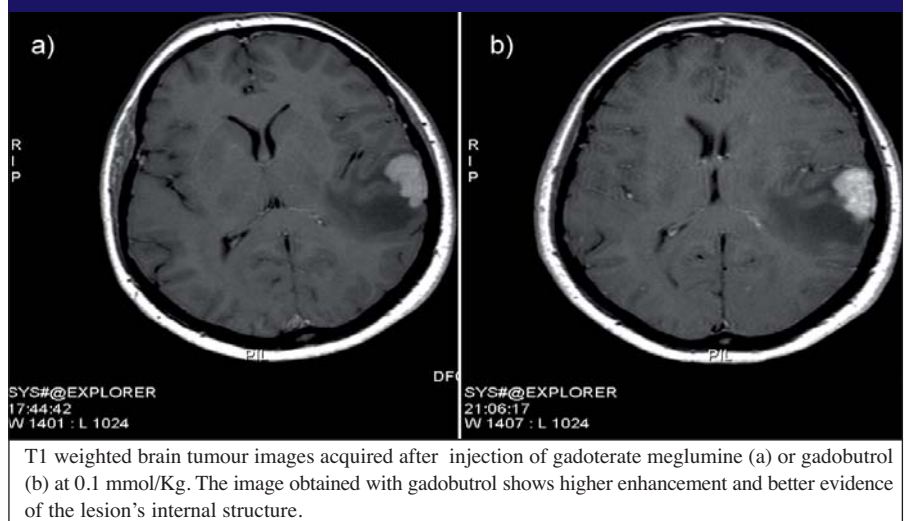 a)
R
I
P
PIL
DFC
SYS#@EXPLORER
17:44:42
W 1401 : L 1024
b)
R
I
P
PIL
SYS#@EXPLORER
21:06:17
W 1407 : L 1024
T1 weighted brain tumour images acquired after injection of gadoterate meglumine (a) or gadobutrol
(b) at 0.1 mmol/Kg. The image obtained with gadobutrol shows higher enhancement and better evidence
of the lesion's internal structure.